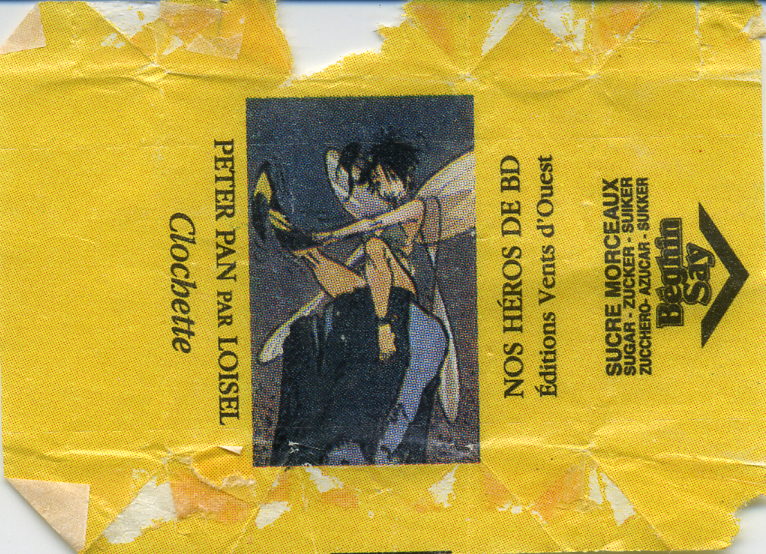 PETER PAN PAR LOISEL
Clochette
NOS HÉROS DE BD
Éditions Vents d'Ouest
SUCRE MORCEAUX
SUGAR - ZUCKER - SUIKER
ZUCCHERO- AZUCAR - SUKKER
Béghin
Say